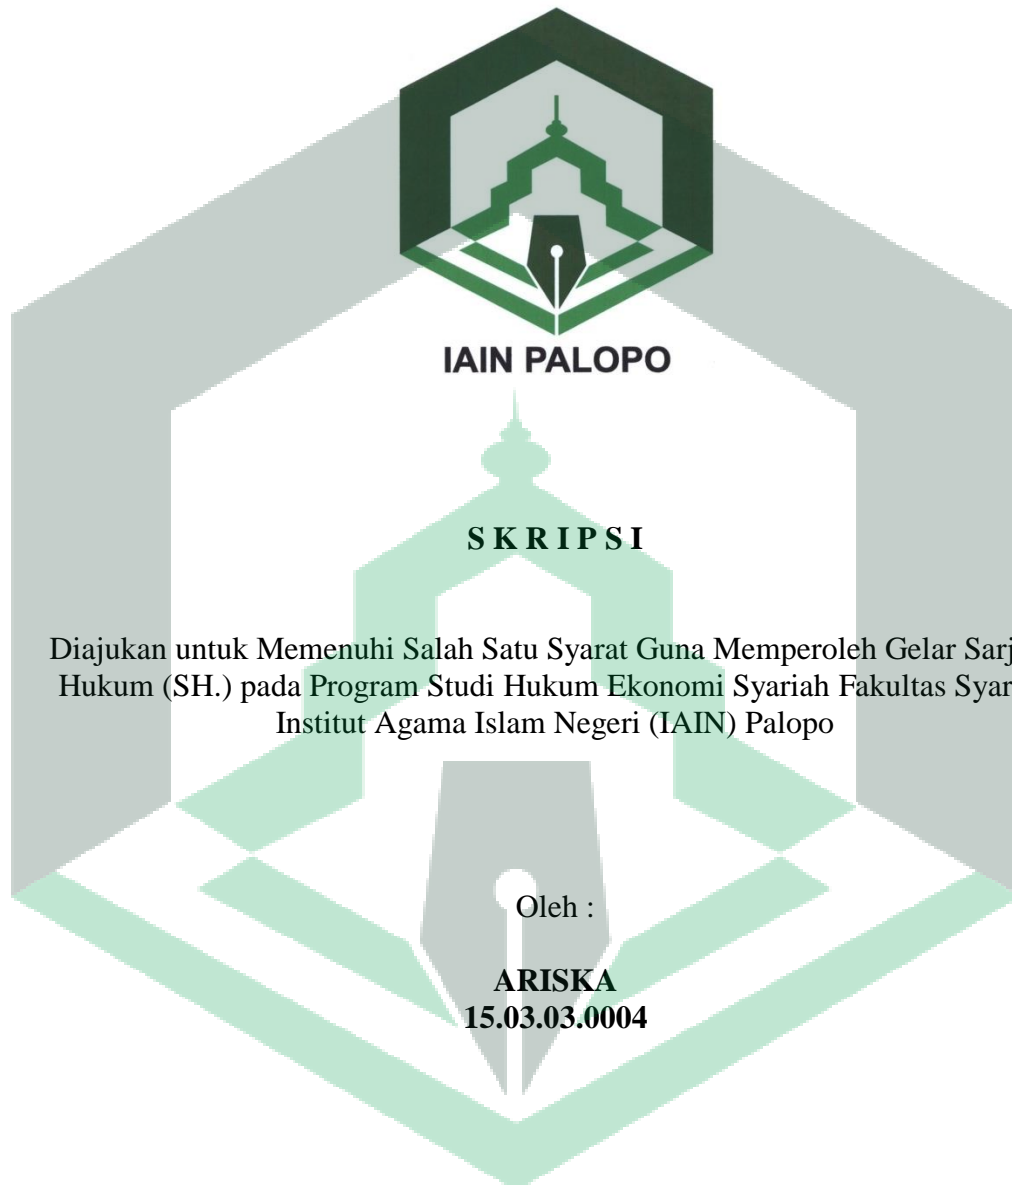 IAIN PALOPO
S K R I P S I
Diajukan untuk Memenuhi Salah Satu Syarat Guna Memperoleh Gelar Sarj
Hukum (SH.) pada Program Studi Hukum Ekonomi Syariah Fakultas Syar
Institut Agama Islam Negeri (IAIN) Palopo
Oleh :
ARISKA
15.03.03.0004